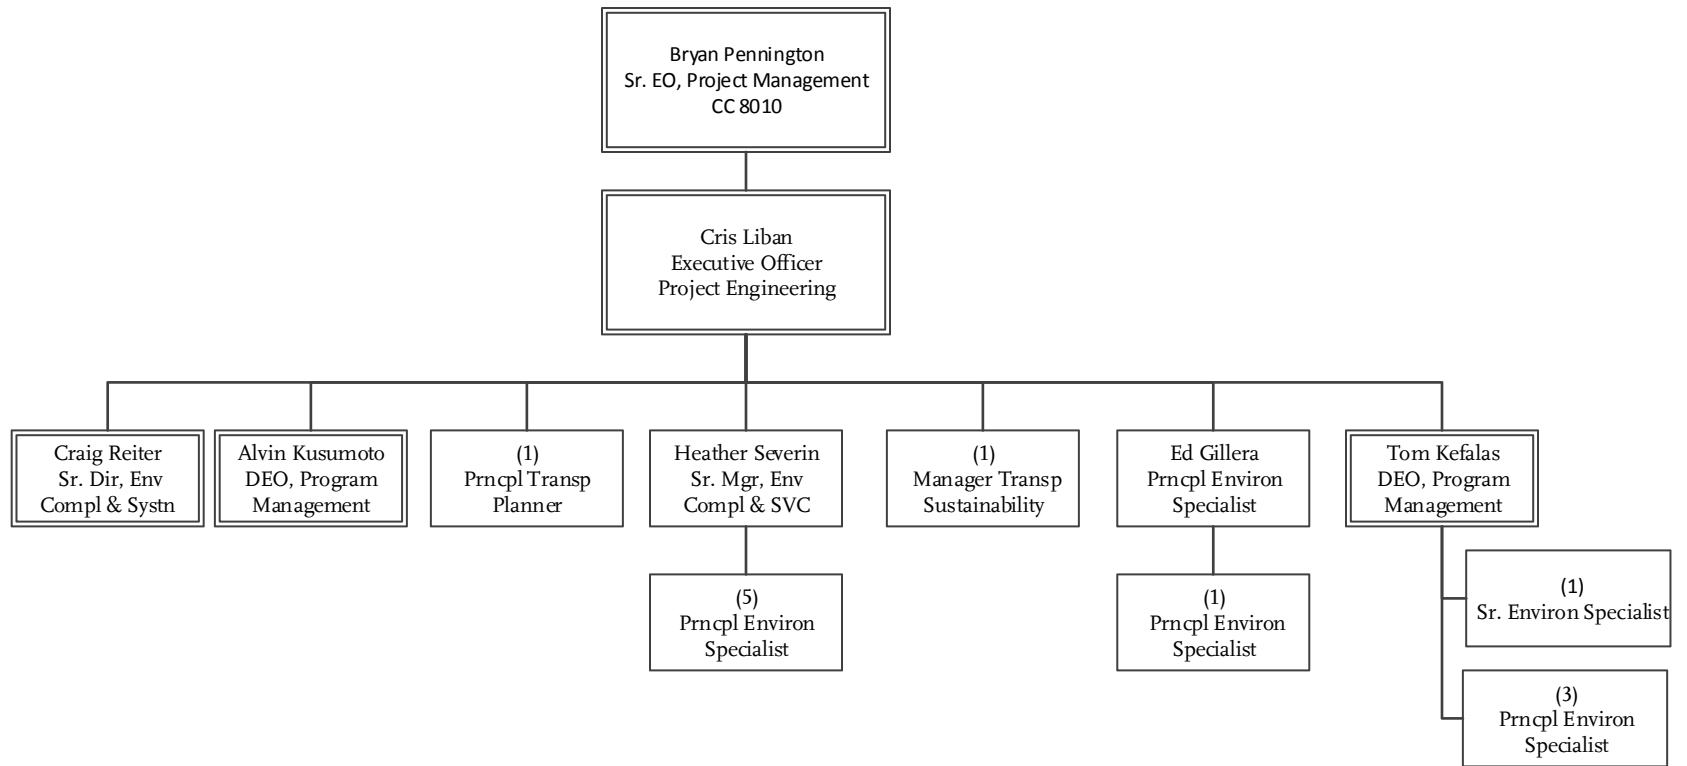 Bryan Pennington
Sr. EO, Project Management
CC 8010
Cris Liban
Executive Officer
Project Engineering
Craig Reiter
Sr. Dir, Env
Compl & Systn
Alvin Kusumoto
DEO, Program
Management
(1)
Prncpl Transp
Planner
Heather Severin
Sr. Mgr, Env
Compl & SVC
(1)
Manager Transp
Sustainability
Ed Gillera
Prncpl Environ
Specialist
Tom Kefalas
DEO, Program
Management
(5)
Prncpl Environ
Specialist
(1)
Prncpl Environ
Specialist
(1)
Sr. Environ Specialist
(3)
Prncpl Environ
Specialist